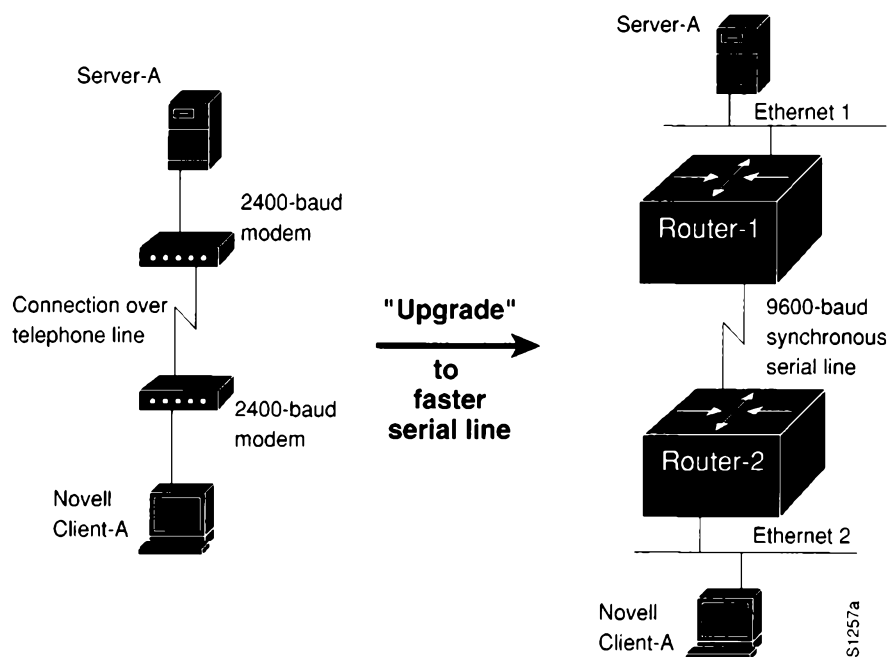 Server-A
2400-baud
modem
Connection over
telephone line
2400-baud
modem
Novell
Client-A
"Upgrade"
to
faster
serial line
Server-A
Ethernet 1
Router-1
9600-baud
synchronous
serial line
Router-2
Ethernet 2
Novell
Client-A
S1257a